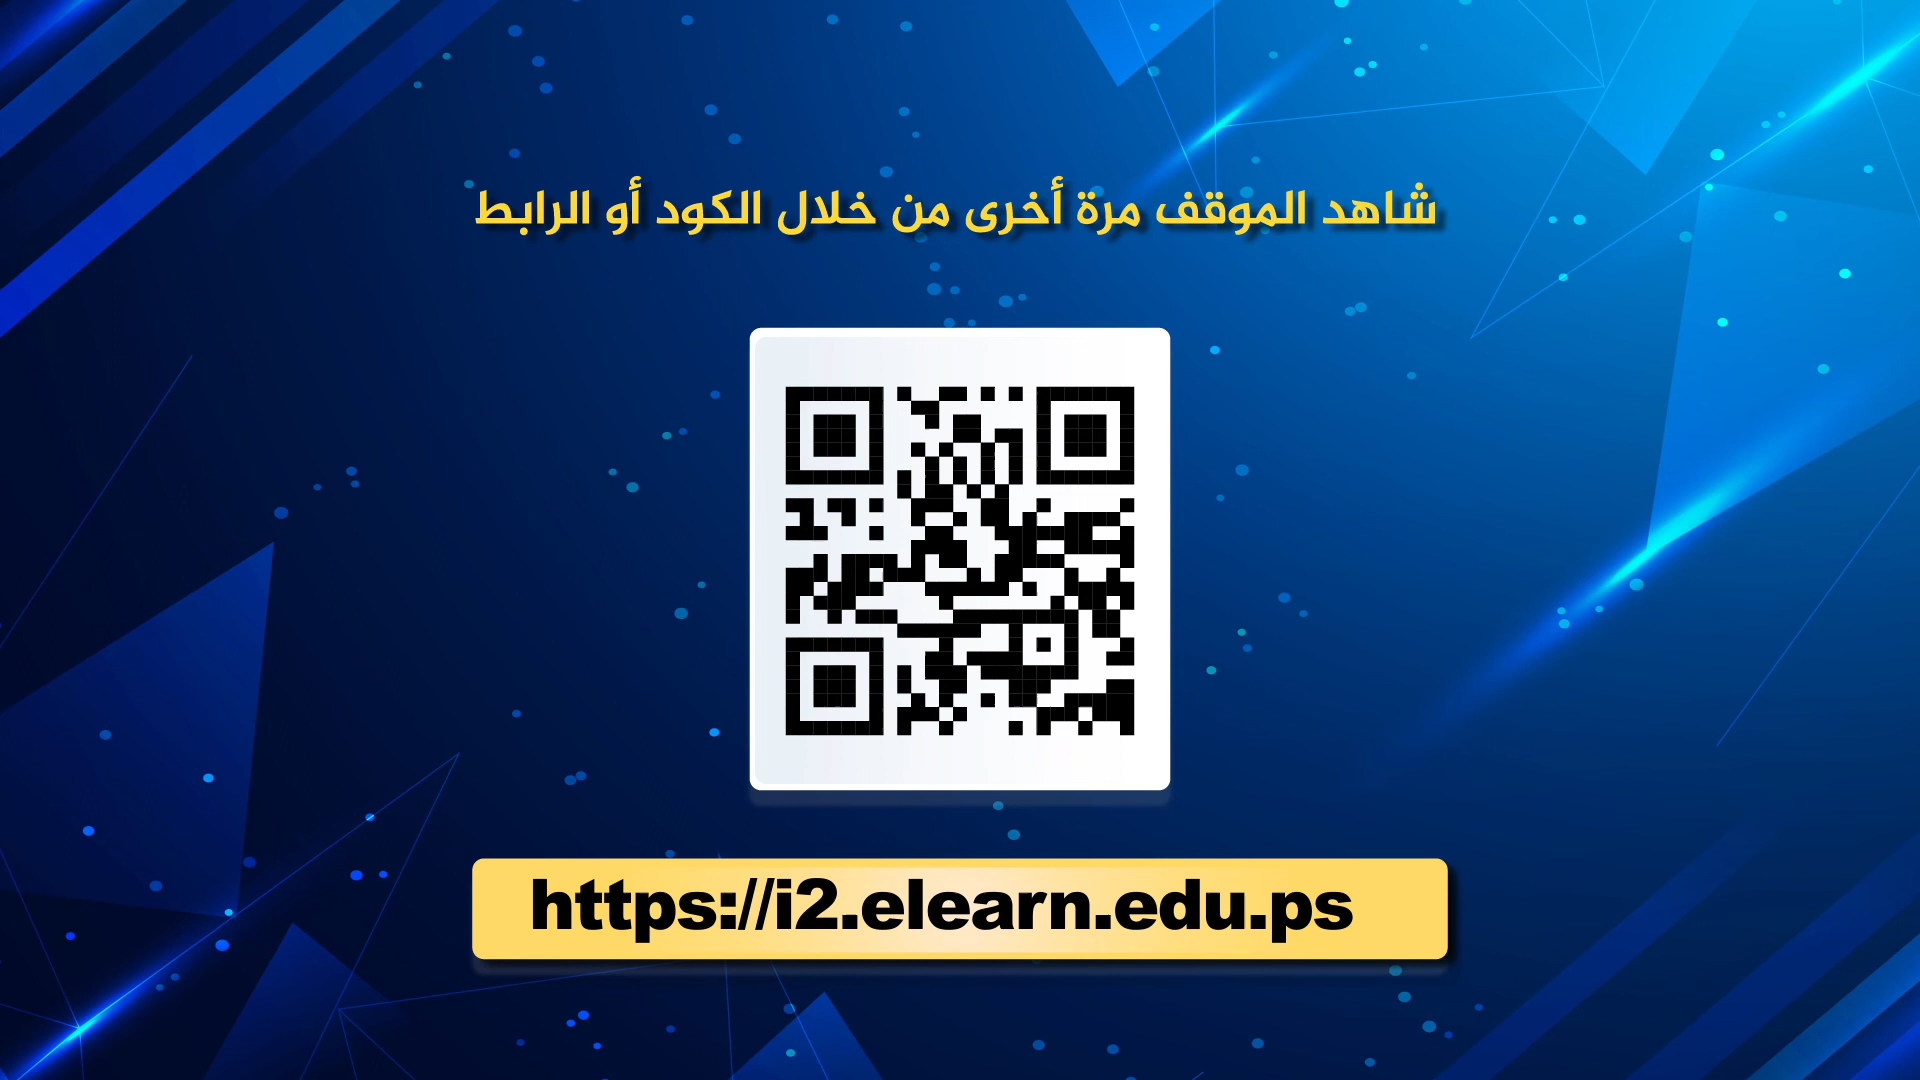 شاهد الموقف مرة أخرى من خلال الكود أو الرابط
https://i2.elearn.edu.ps